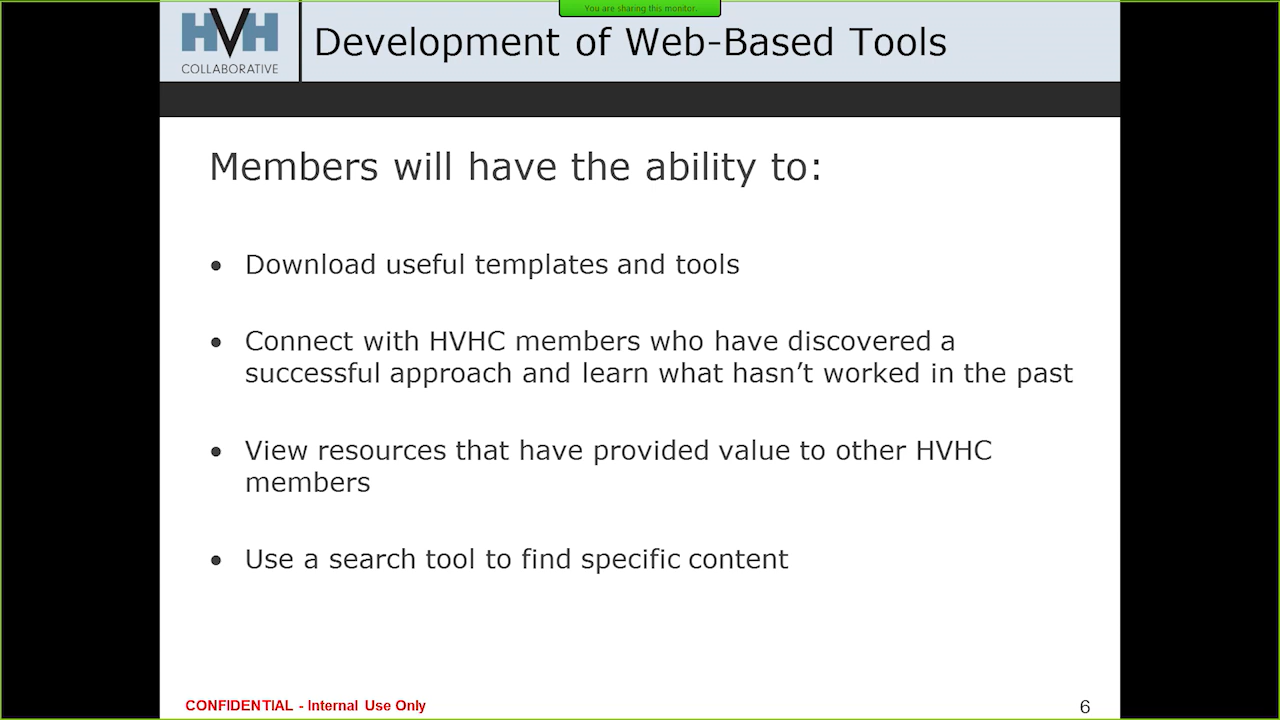 You are sharing this monitor.
HVH
COLLABORATIVE
Development of Web-Based Tools
Members will have the ability to:
• Download useful templates and tools
• Connect with HVHC members who have discovered a
successful approach and learn what hasn’t worked in the past
• View resources that have provided value to other HVHC
members
• Use a search tool to find specific content
CONFIDENTIAL - Internal Use Only
6